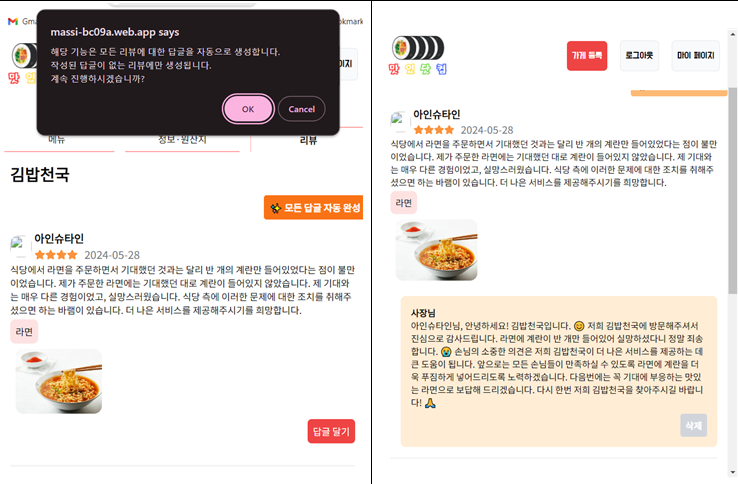 Gma
okmark
massi-bc09a.web.app says
해당 기능은 모든 리뷰에 대한 답글을 자동으로 생성합니다.
작성된 답글이 없는 리뷰에만 생성됩니다.
계속 진행하시겠습니까?
OK
Cancel
이지
맛
메뉴
정보·원산지
리뷰
김밥천국
모든 답글 자동 완성
아인슈타인
2024-05-28
식당에서 라면을 주문하면서 기대했던 것과는 달리 반 개의 계란만 들어있었다는 점이 불만
이었습니다. 제가 주문한 라면에는 기대했던 대로 계란이 들어있지 않았습니다. 제 기대와
는 매우 다른 경험이었고, 실망스러웠습니다. 식당 측에 이러한 문제에 대한 조치를 취해주
셨으면 하는 바램이 있습니다. 더 나은 서비스를 제공해주시기를 희망합니다.
라면
답글 달기
가게 등록
로그아웃
마이 페이지
아인슈타인
2024-05-28
식당에서 라면을 주문하면서 기대했던 것과는 달리 반 개의 계란만 들어있었다는 점이 불만
이었습니다. 제가 주문한 라면에는 기대했던 대로 계란이 들어있지 않았습니다. 제 기대와
는 매우 다른 경험이었고, 실망스러웠습니다. 식당 측에 이러한 문제에 대한 조치를 취해주
셨으면 하는 바램이 있습니다. 더 나은 서비스를 제공해주시기를 희망합니다.
라면
사장님
아인슈타인님, 안녕하세요! 김밥천국입니다. 😊 저희 김밥천국에 방문해주셔서
진심으로 감사드립니다. 라면에 계란이 반 개만 들어있어 실망하셨다니 정말 죄송
합니다. 😭 손님의 소중한 의견은 저희 김밥천국이 더 나은 서비스를 제공하는 데
큰 도움이 됩니다. 앞으로는 모든 손님들이 만족하실 수 있도록 라면에 계란을 더
욱 푸짐하게 넣어드리도록 노력하겠습니다. 다음번에는 꼭 기대에 부응하는 맛있
는 라면으로 보답해 드리겠습니다. 다시 한번 저희 김밥천국을 찾아주시길 바랍니
다! 🙏
삭제